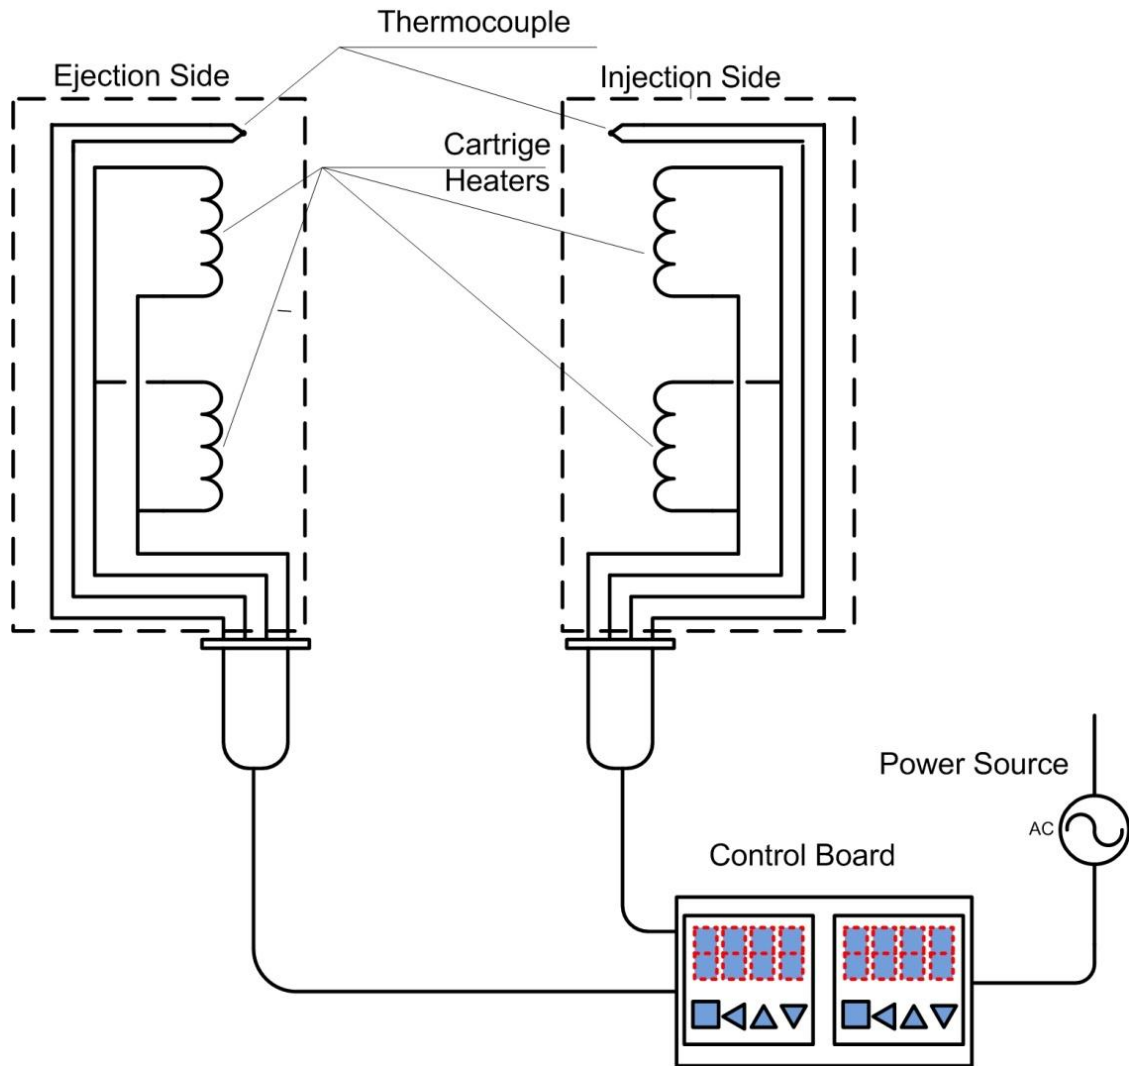 Thermocouple
Ejection Side
Injection Side
Cartrige
Heaters
Power Source
AC
Control Board